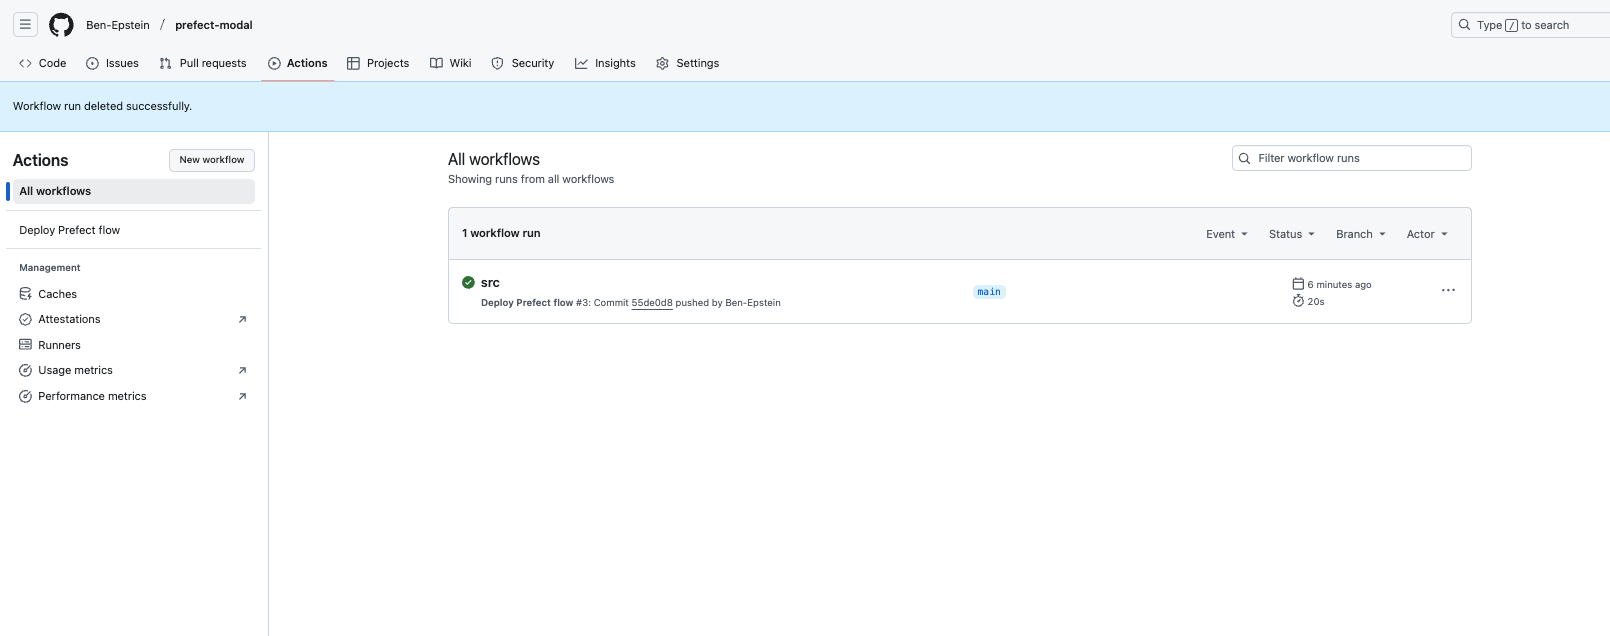 Ben-Epstein / prefect-modal
Type / to search
Code Issues Pull requests Actions Projects Wiki Security Insights Settings
Workflow run deleted successfully.
Actions
New workflow
All workflows
Deploy Prefect flow
Management
Caches
Attestations
Runners
Usage metrics
Performance metrics
All workflows
Showing runs from all workflows
Filter workflow runs
1 workflow run
Event Status Branch Actor
src
Deploy Prefect flow #3: Commit 55de0d8 pushed by Ben-Epstein
main
6 minutes ago
20s